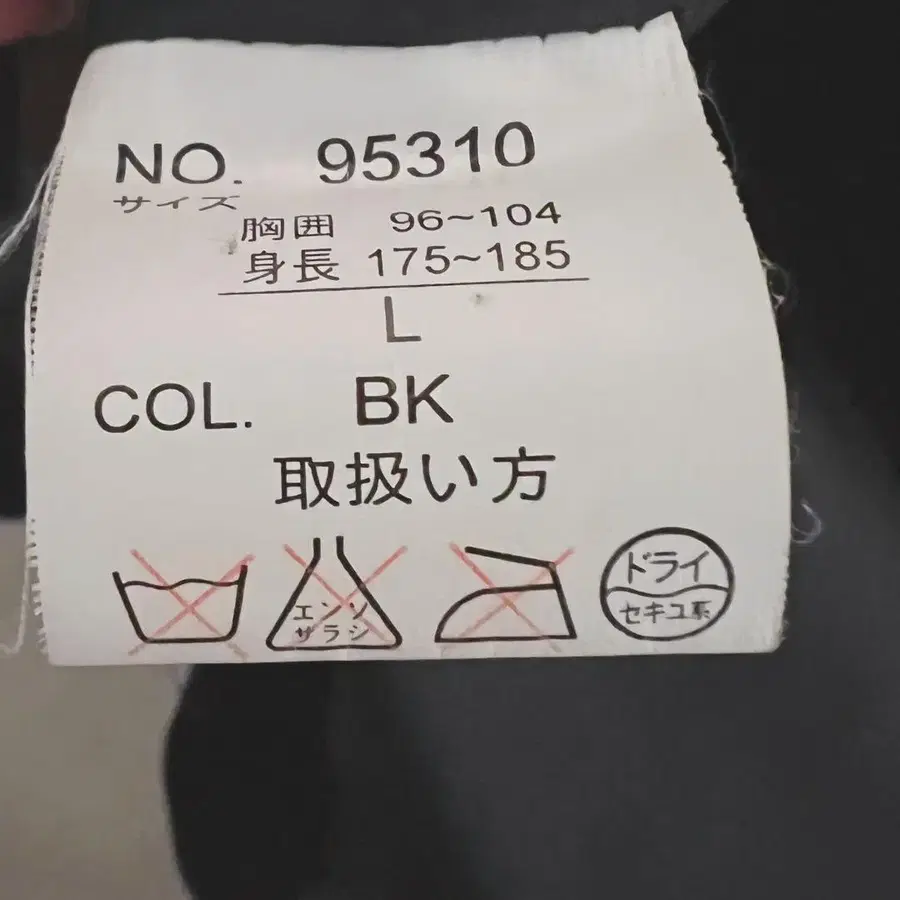 NO. 95310
サイズ
胸囲 96~104
身長 175~185
L
COL. BK
取扱い方
エンソ
サラシ
ドライ
セキユ系